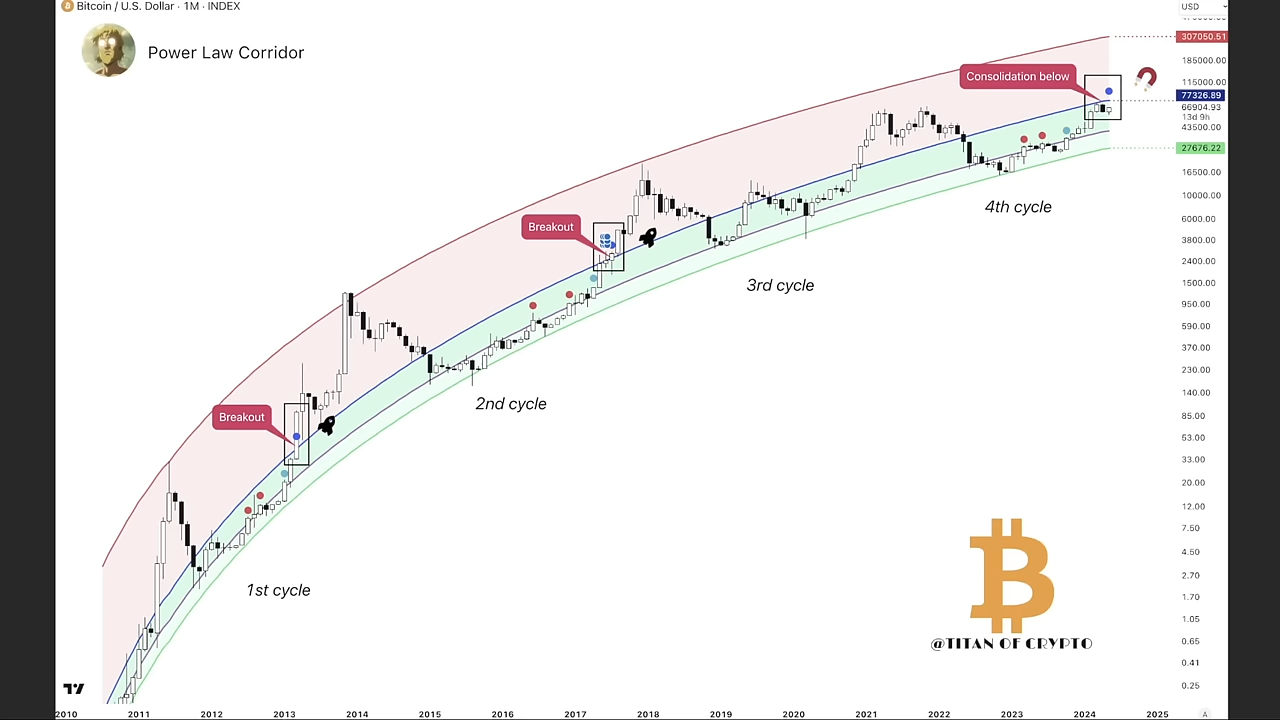 Bitcoin / U.S. Dollar · 1M · INDEX
USD
Power Law Corridor
307050.51
185000.00
Consolidation below
115000.00
77326.89
66904.93
13d 9h
43500.00
27676.22
16500.00
10000.00
4th cycle
Breakout
6000.00
3800.00
2400.00
3rd cycle
1500.00
950.00
590.00
370.00
230.00
2nd cycle
140.00
Breakout
85.00
53.00
33.00
20.00
12.00
7.50
4.50
2.70
1st cycle
1.70
1.05
@TITAN OF CRYPTO
0.65
0.41
0.25
2010 2011 2012 2013 2014 2015 2016 2017 2018 2019 2020 2021 2022 2023 2024 2025 A